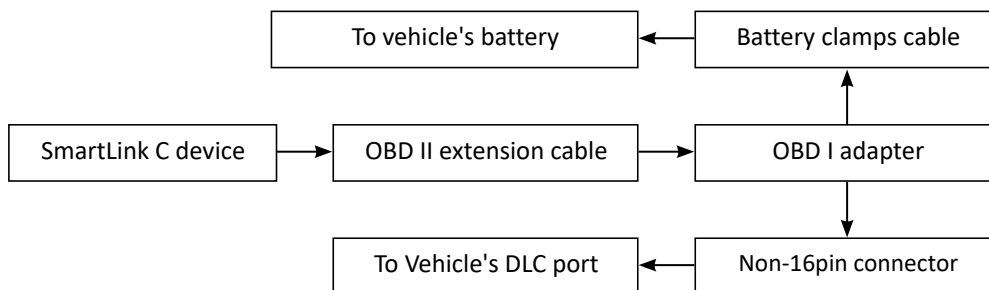 To vehicle's battery
Battery clamps cable
SmartLink C device
OBD II extension cable
OBD I adapter
To Vehicle's DLC port
Non-16pin connector